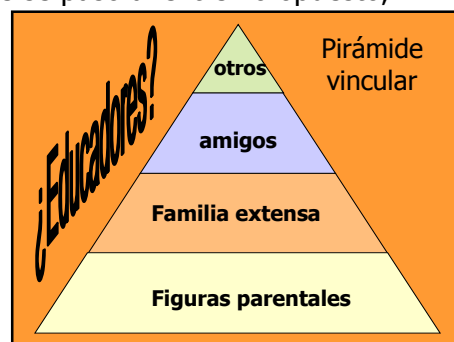 ¿Educadores?
Pirámide
vincular
otros
amigos
Familia extensa
Figuras parentales